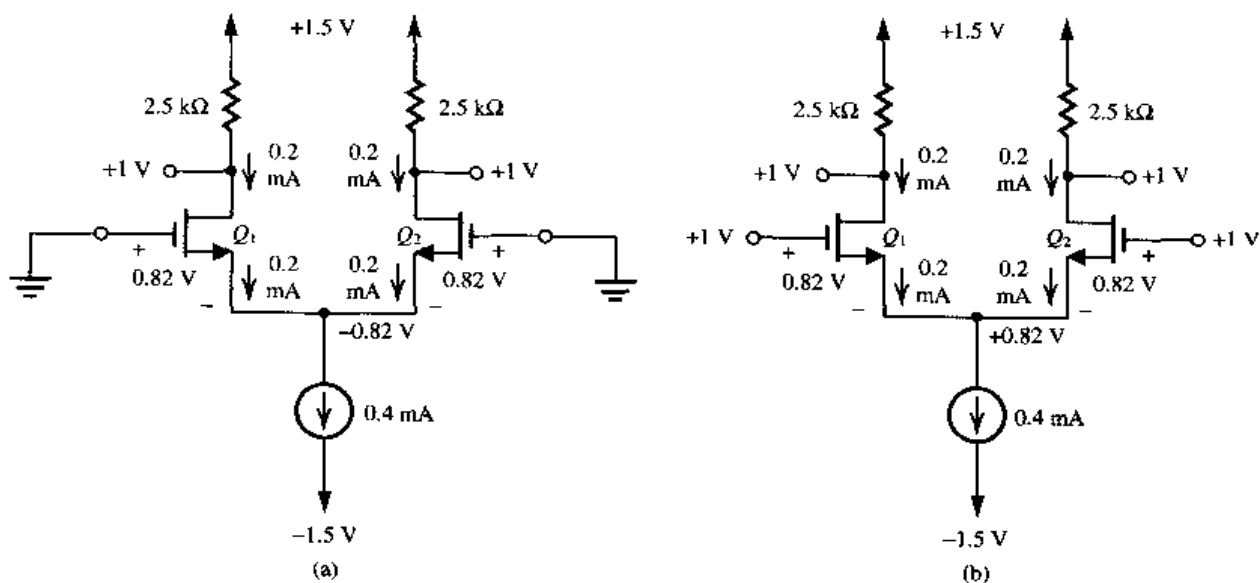 +1.5 V
2.5 kΩ
2.5 kΩ
+1 V
0.2
mA
0.2
mA
+1 V
+
Q1
Q2
+
0.82 V
0.2
mA
0.2
mA
0.82 V
–
–
–0.82 V
0.4 mA
–1.5 V
(a)
+1.5 V
2.5 kΩ
2.5 kΩ
+1 V
0.2
mA
0.2
mA
+1 V
+1 V
+
Q1
Q2
+
+1 V
0.82 V
0.2
mA
0.2
mA
0.82 V
–
–
+0.82 V
0.4 mA
–1.5 V
(b)